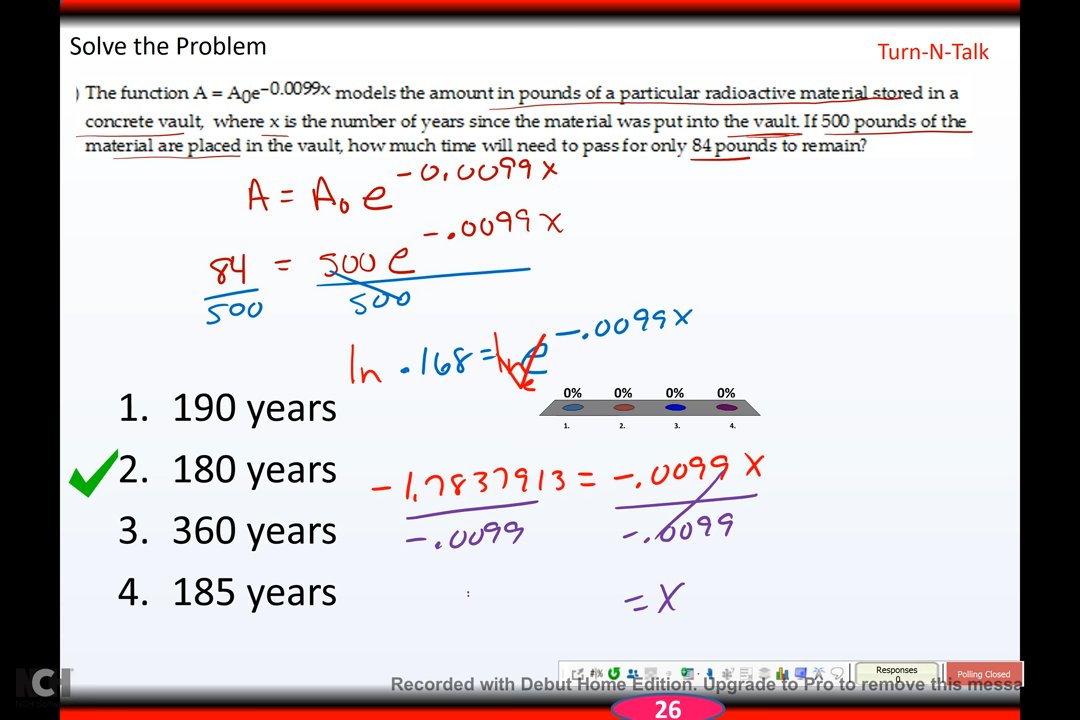 Solve the Problem
Turn-N-Talk
) The function A = A0e−0.0099x models the amount in pounds of a particular radioactive material stored in a
concrete vault, where x is the number of years since the material was put into the vault. If 500 pounds of the
material are placed in the vault, how much time will need to pass for only 84 pounds to remain?
A = A0 e -0.0099x
84 = 500 e -.0099x
500 500
ln .168 = ln e -.0099x
0% 0% 0% 0%
1. 2. 3. 4.
1. 190 years
2. 180 years
3. 360 years
4. 185 years
-1.7837913 = -.0099x
-.0099 -.0099
= x
Responses
0
Polling Closed
NCH
Recorded with Debut Home Edition. Upgrade to Pro to remove this messa
26